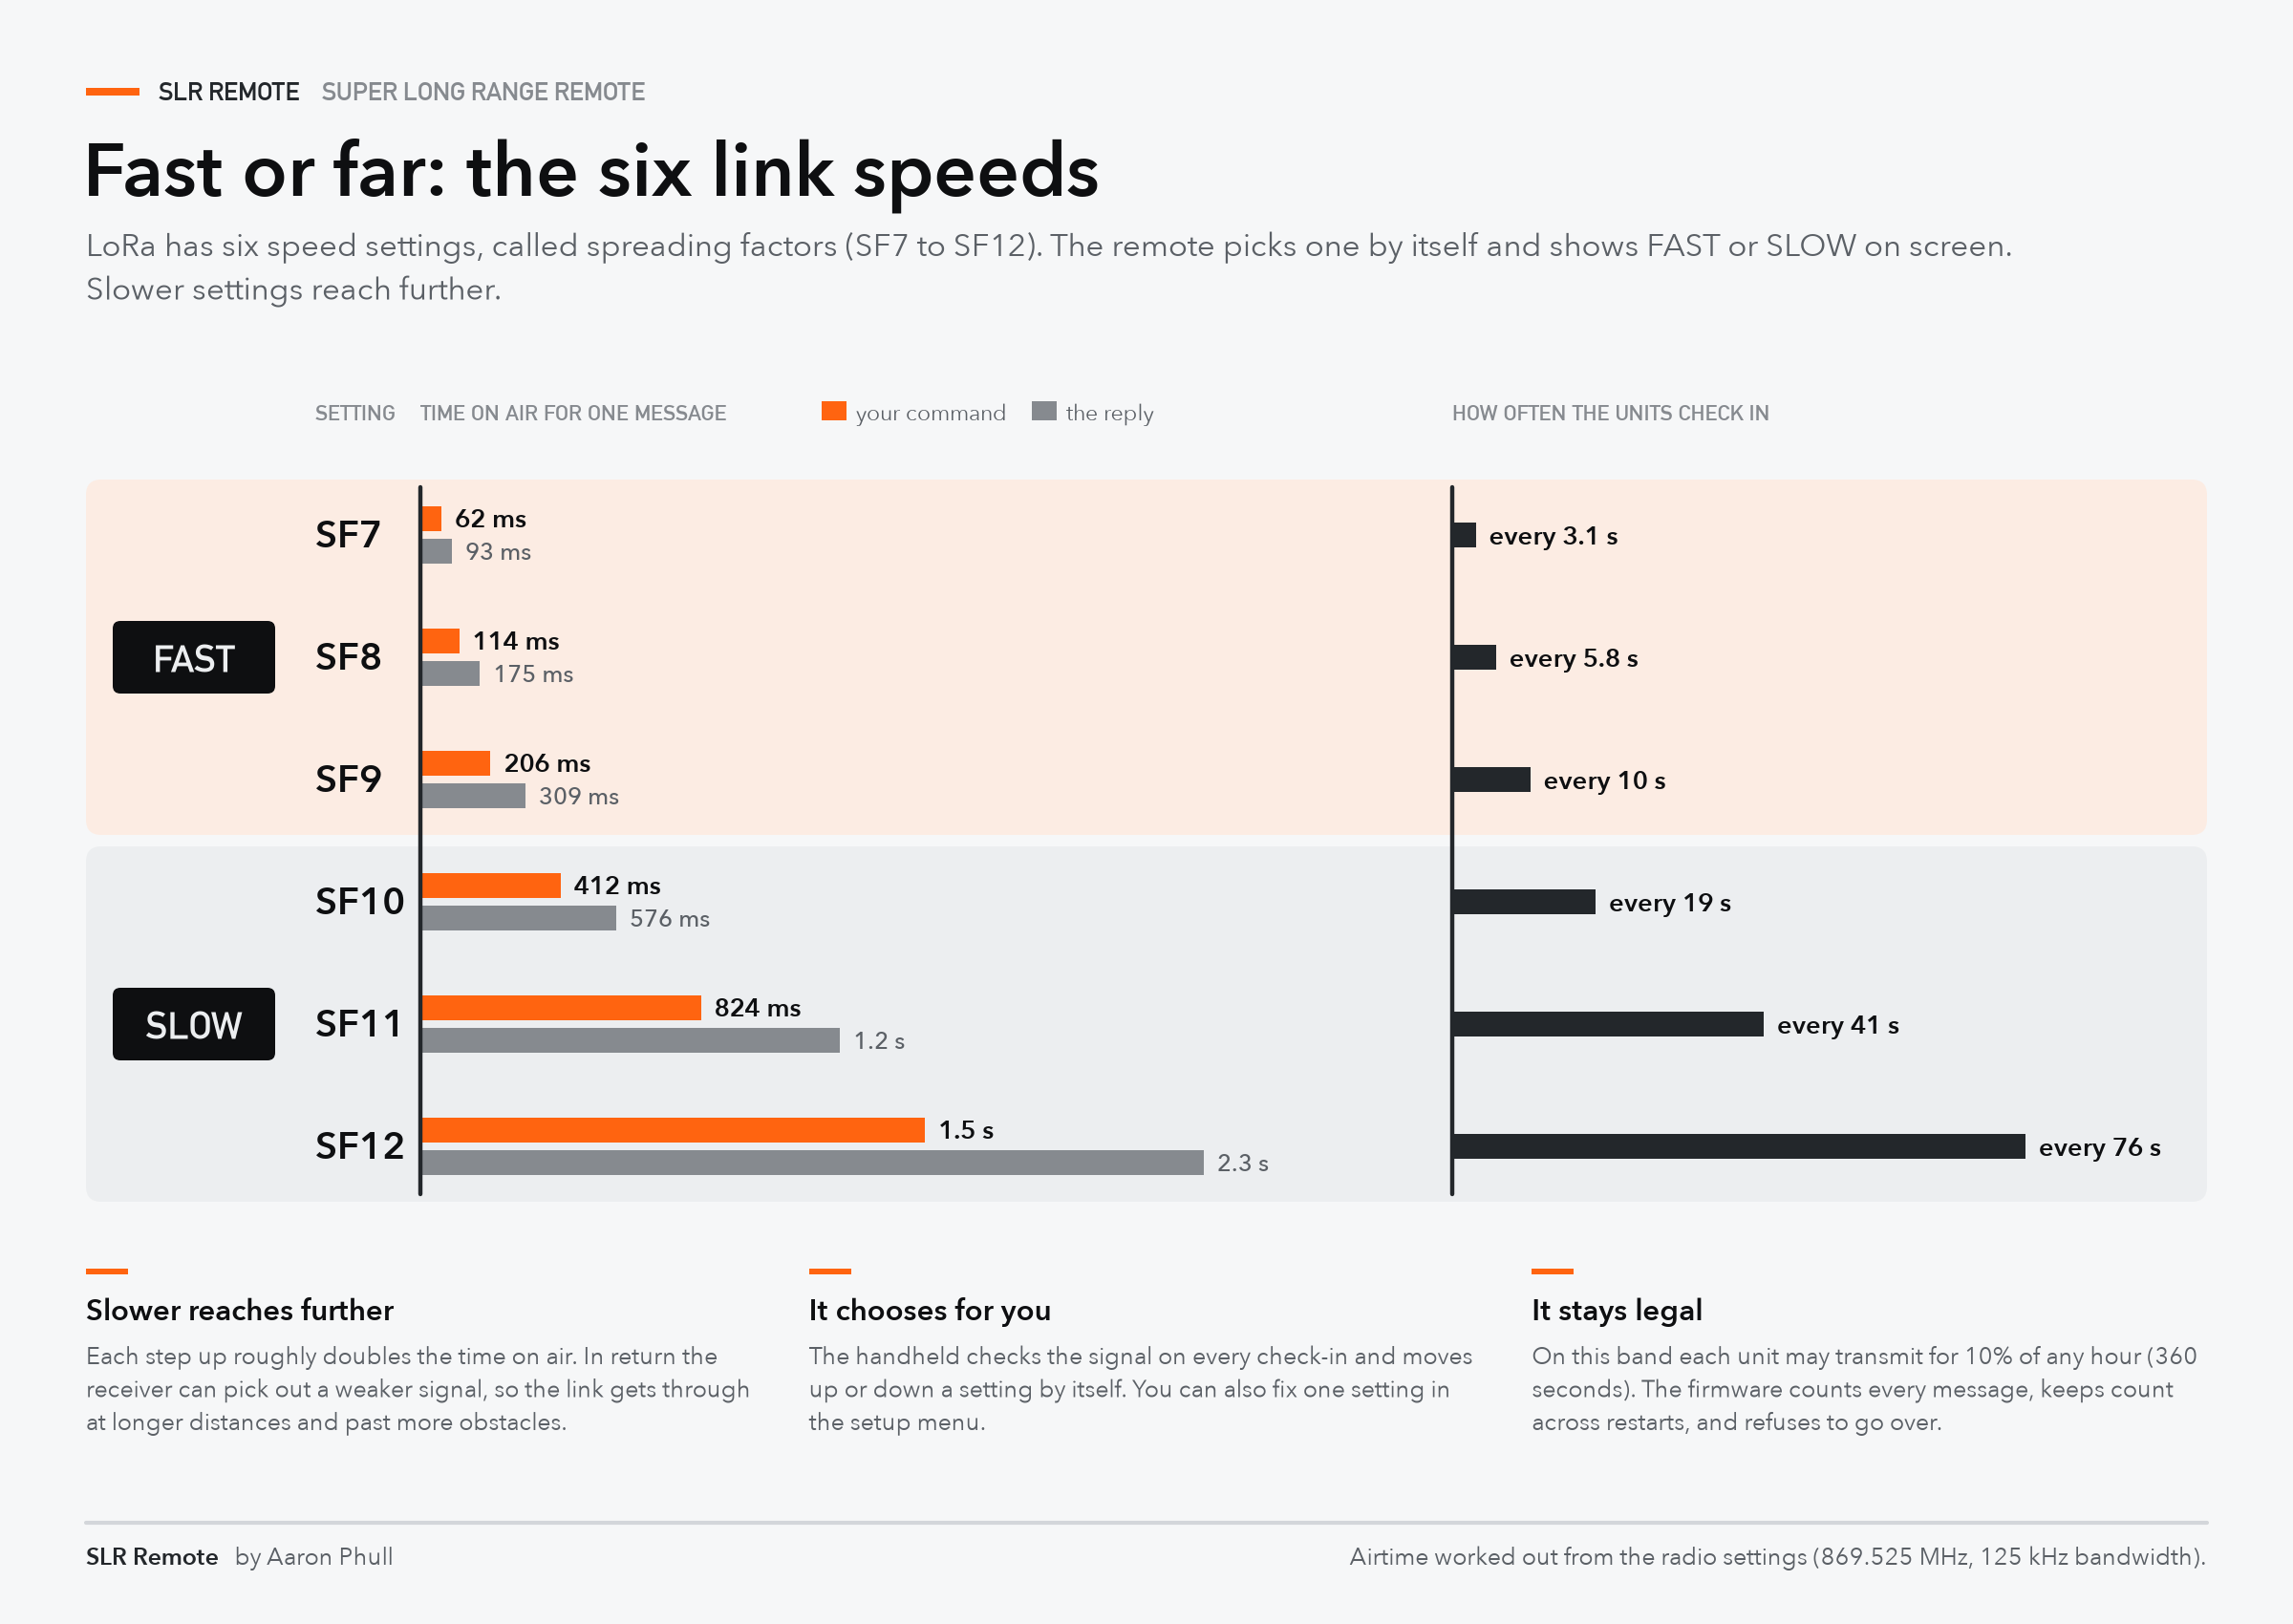 SLR REMOTE SUPER LONG RANGE REMOTE
Fast or far: the six link speeds
LoRa has six speed settings, called spreading factors (SF7 to SF12). The remote picks one by itself and shows FAST or SLOW on screen.
Slower settings reach further.
SETTING TIME ON AIR FOR ONE MESSAGE your command the reply HOW OFTEN THE UNITS CHECK IN
SF7 62 ms every 3.1 s
93 ms
FAST SF8 114 ms every 5.8 s
175 ms
SF9 206 ms every 10 s
309 ms
SF10 412 ms every 19 s
576 ms
SLOW SF11 824 ms every 41 s
1.2 s
SF12 1.5 s every 76 s
2.3 s
Slower reaches further
Each step up roughly doubles the time on air. In return the
receiver can pick out a weaker signal, so the link gets through
at longer distances and past more obstacles.
It chooses for you
The handheld checks the signal on every check-in and moves
up or down a setting by itself. You can also fix one setting in
the setup menu.
It stays legal
On this band each unit may transmit for 10% of any hour (360
seconds). The firmware counts every message, keeps count
across restarts, and refuses to go over.
SLR Remote by Aaron Phull
Airtime worked out from the radio settings (869.525 MHz, 125 kHz bandwidth).